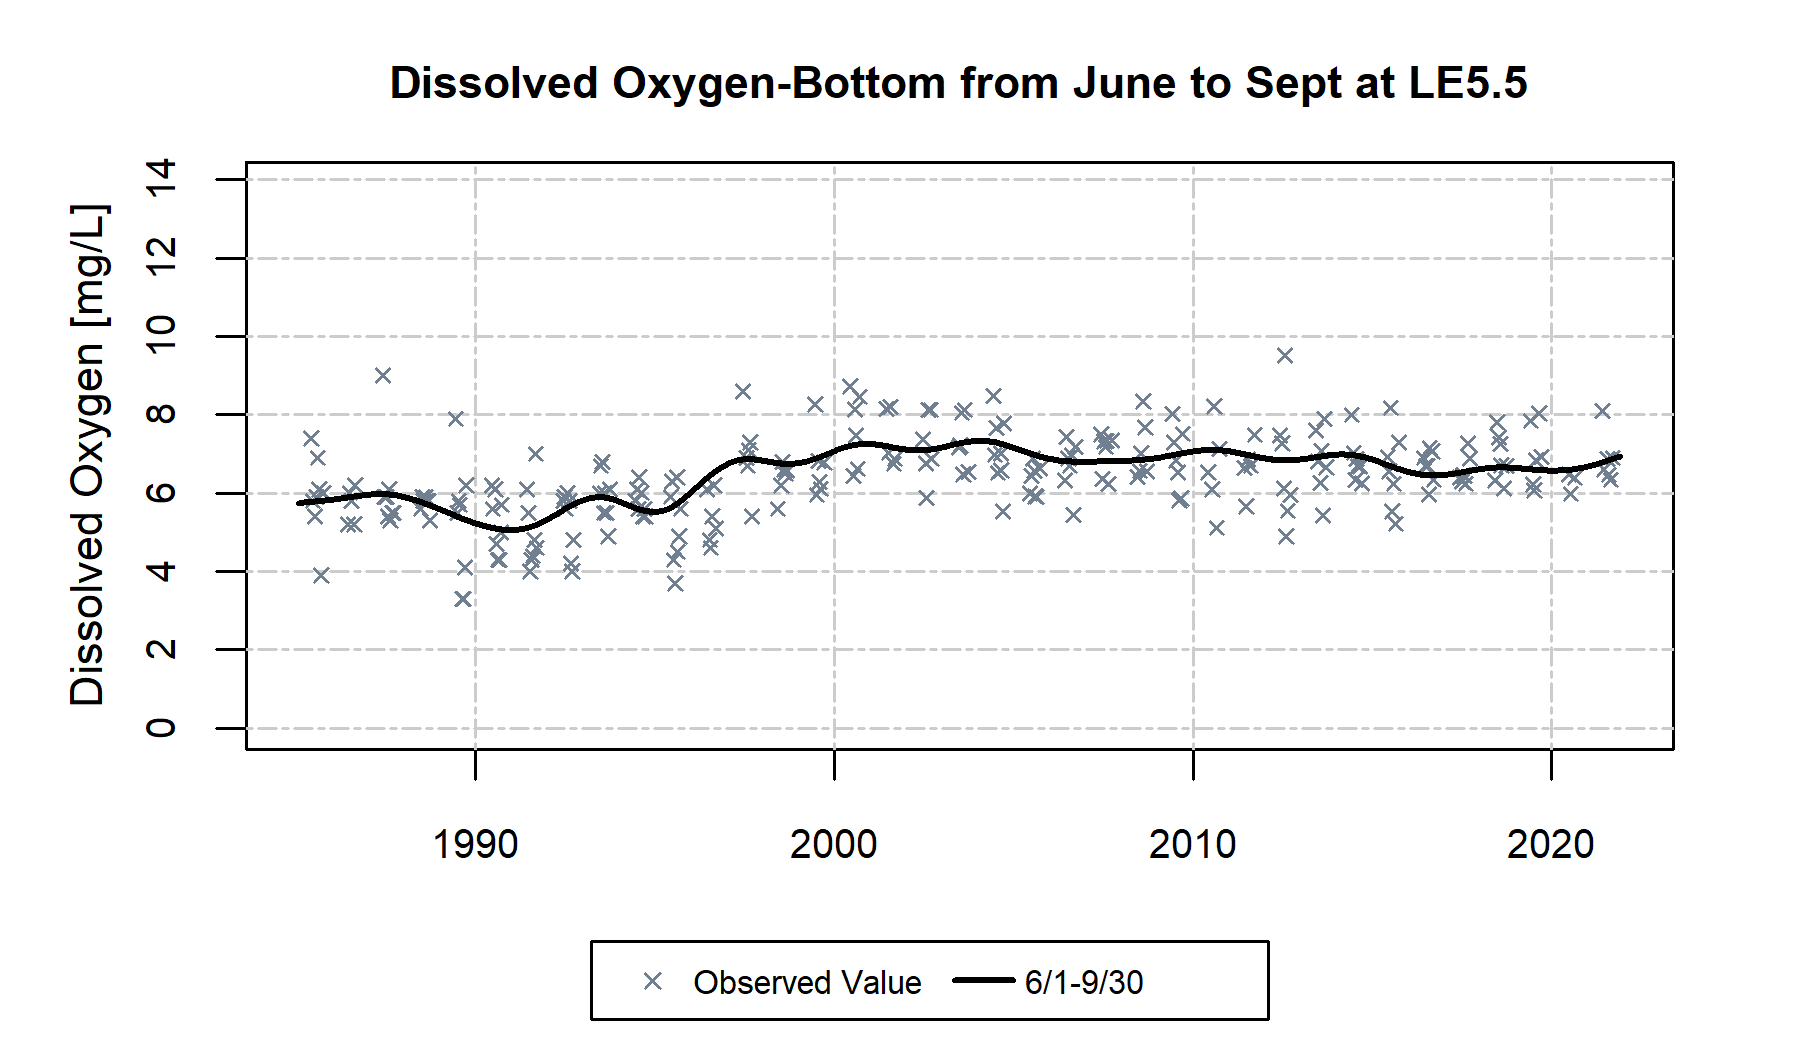 Dissolved Oxygen-Bottom from June to Sept at LE5.5
Dissolved Oxygen [mg/L]
14
12
10
8
6
4
2
0
1990 2000 2010 2020
Observed Value 6/1-9/30